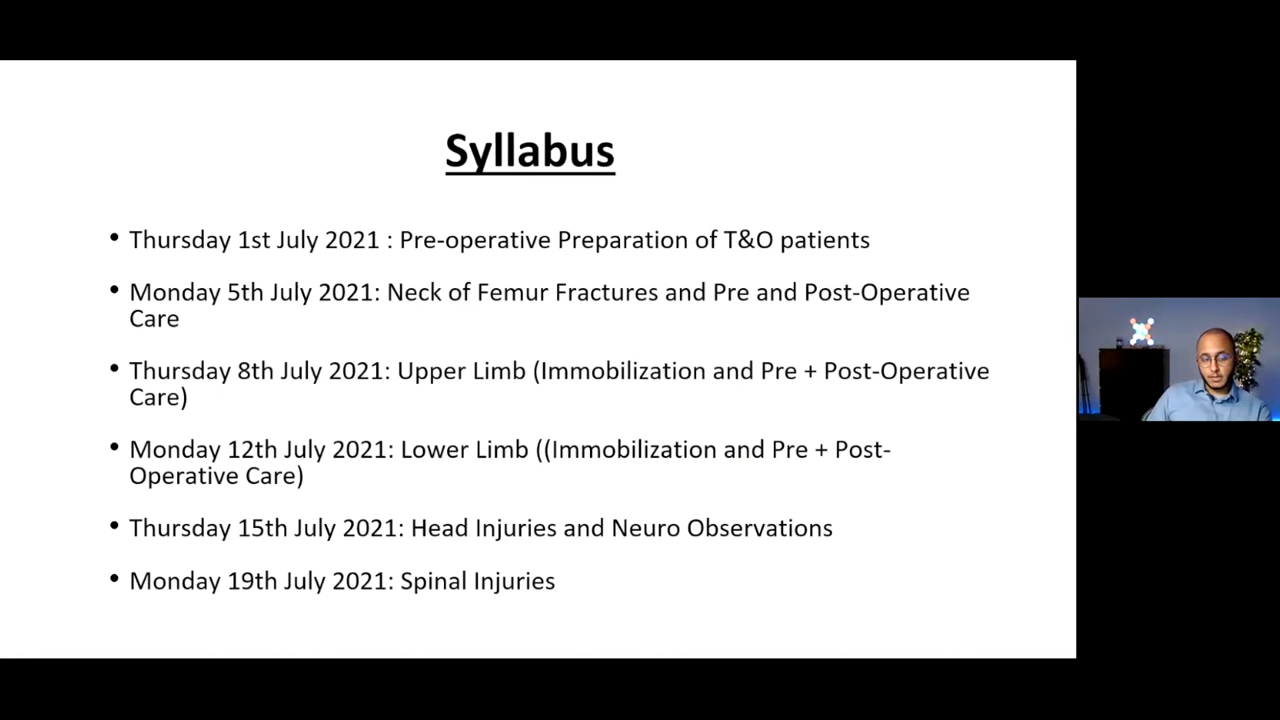 Syllabus
• Thursday 1st July 2021 : Pre-operative Preparation of T&O patients
• Monday 5th July 2021: Neck of Femur Fractures and Pre and Post-Operative
Care
• Thursday 8th July 2021: Upper Limb (Immobilization and Pre + Post-Operative
Care)
• Monday 12th July 2021: Lower Limb ((Immobilization and Pre + Post-
Operative Care)
• Thursday 15th July 2021: Head Injuries and Neuro Observations
• Monday 19th July 2021: Spinal Injuries